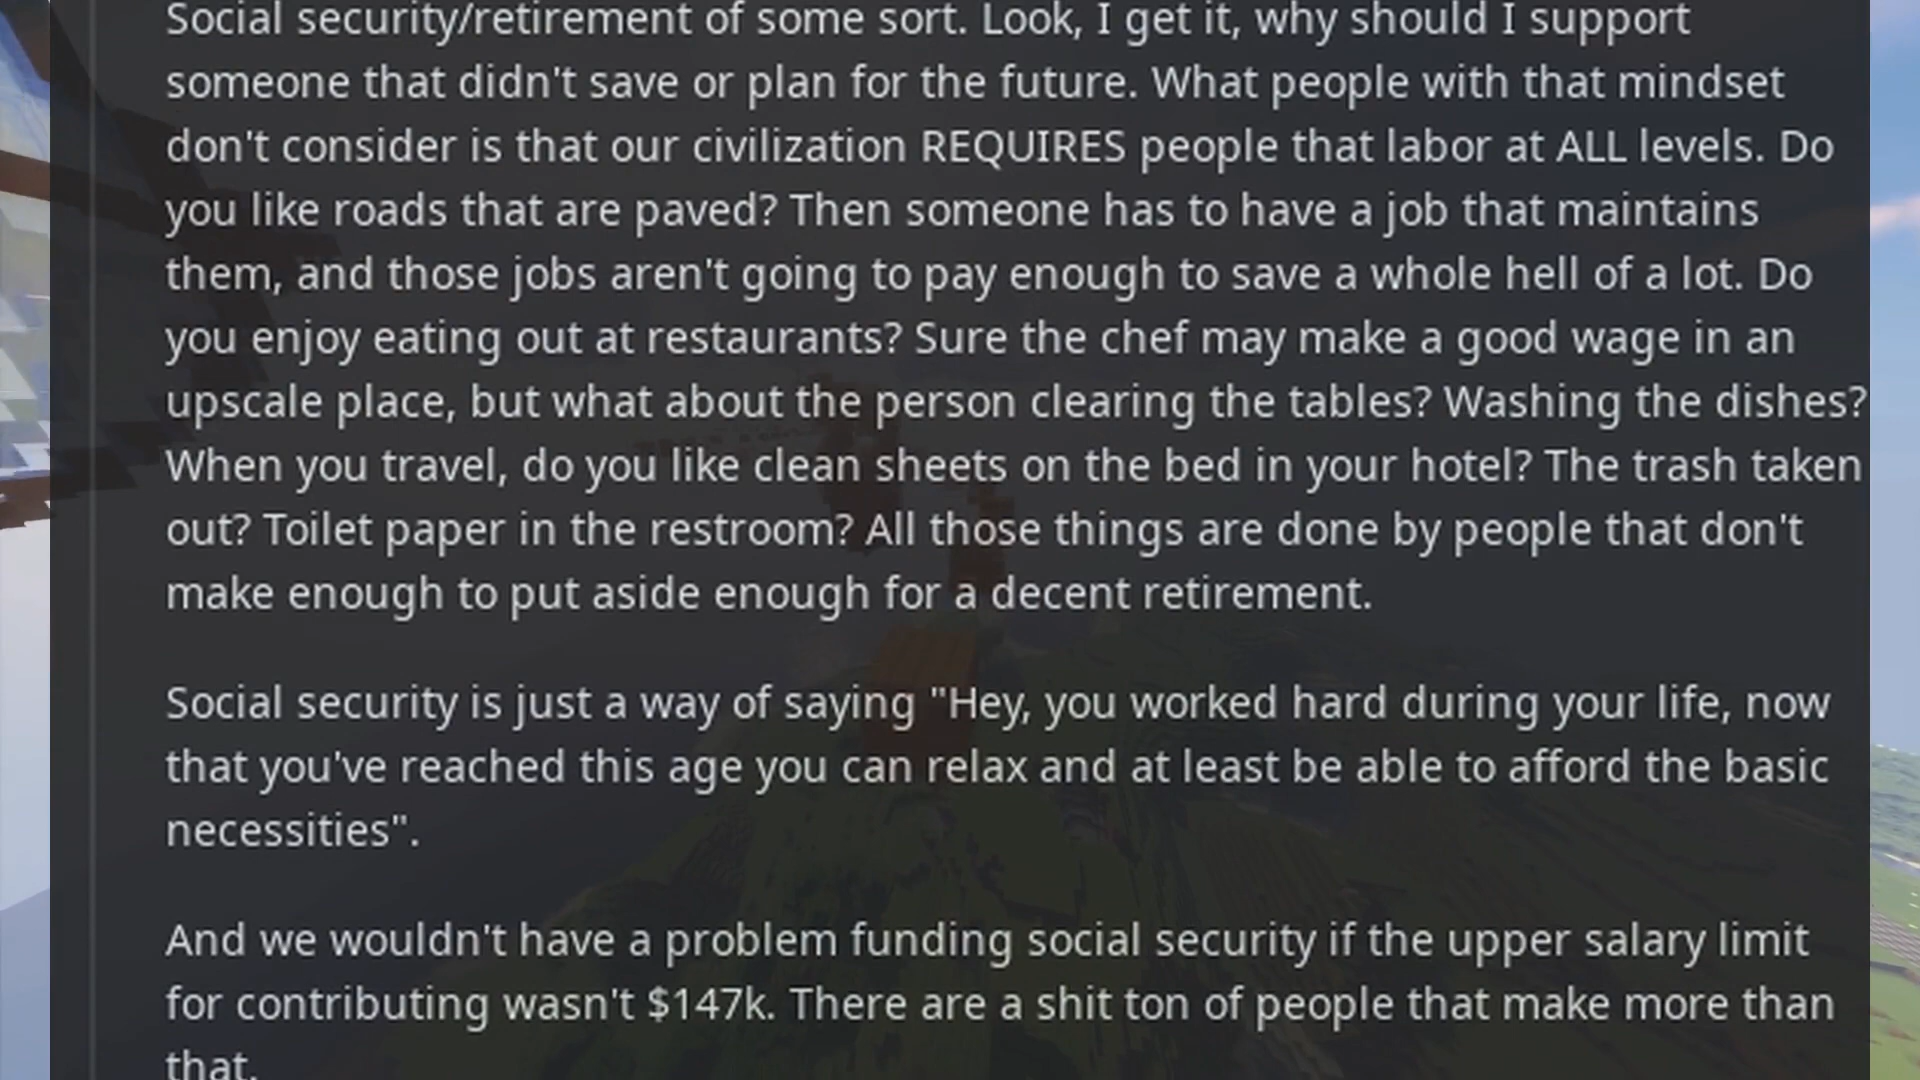 Social security/retirement of some sort. Look, I get it, why should I support
someone that didn't save or plan for the future. What people with that mindset
don't consider is that our civilization REQUIRES people that labor at ALL levels. Do
you like roads that are paved? Then someone has to have a job that maintains
them, and those jobs aren't going to pay enough to save a whole hell of a lot. Do
you enjoy eating out at restaurants? Sure the chef may make a good wage in an
upscale place, but what about the person clearing the tables? Washing the dishes?
When you travel, do you like clean sheets on the bed in your hotel? The trash taken
out? Toilet paper in the restroom? All those things are done by people that don't
make enough to put aside enough for a decent retirement.
Social security is just a way of saying "Hey, you worked hard during your life, now
that you've reached this age you can relax and at least be able to afford the basic
necessities".
And we wouldn't have a problem funding social security if the upper salary limit
for contributing wasn't $147k. There are a shit ton of people that make more than
that.